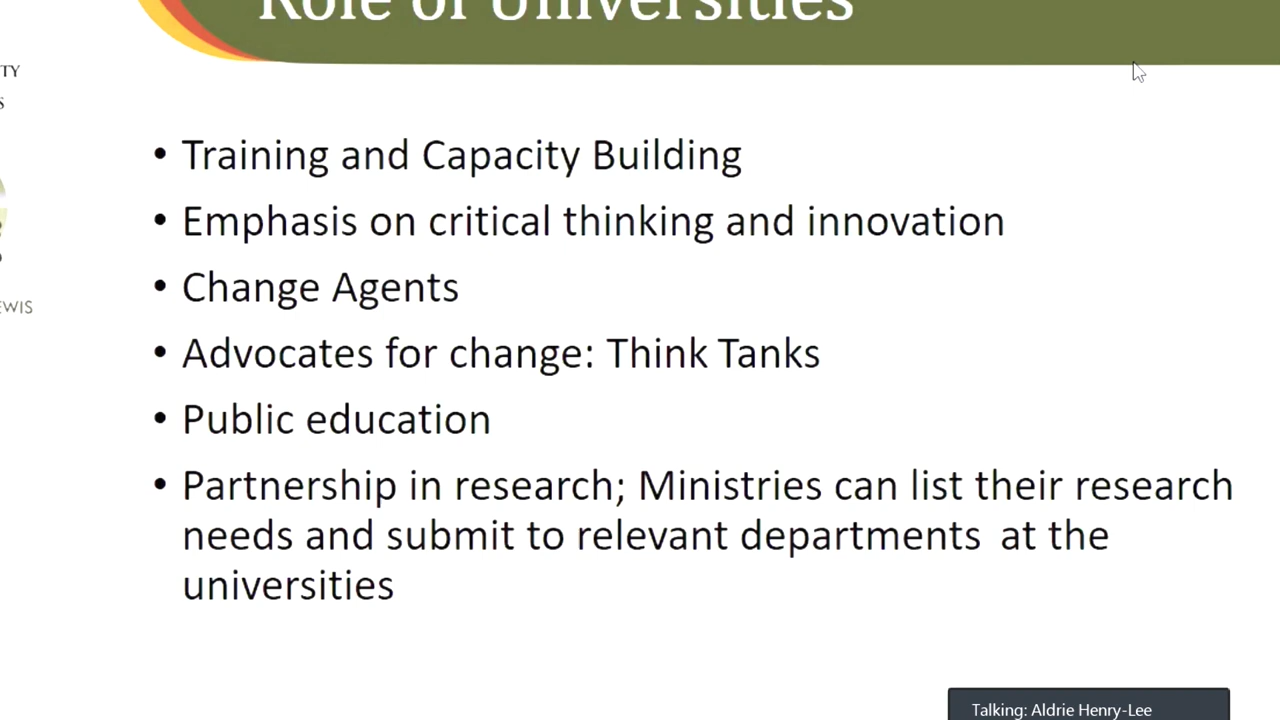 Role of Universities
TY
S
EWIS
• Training and Capacity Building
• Emphasis on critical thinking and innovation
• Change Agents
• Advocates for change: Think Tanks
• Public education
• Partnership in research; Ministries can list their research
needs and submit to relevant departments at the
universities
Talking: Aldrie Henry-Lee